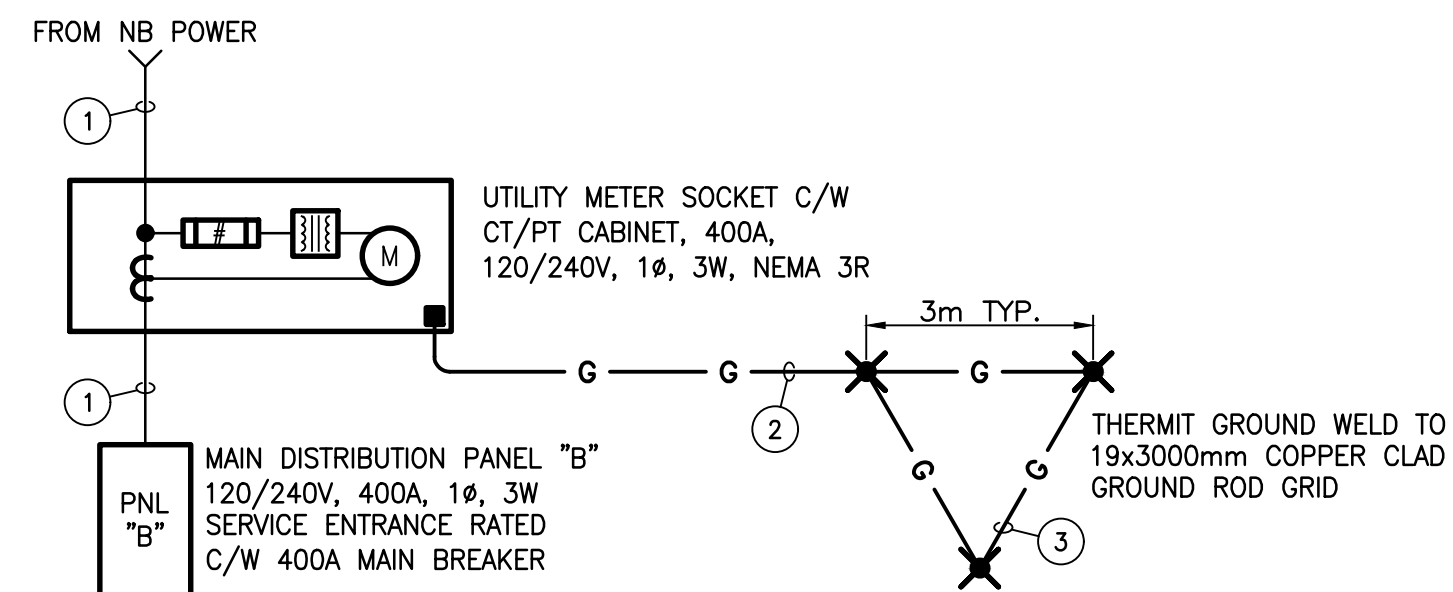 FROM NB POWER
1
M
UTILITY METER SOCKET C/W
CT/PT CABINET, 400A,
120/240V, 1ø, 3W, NEMA 3R
3m TYP.
G
G
G
2
1
G
G
3
THERMIT GROUND WELD TO
19x3000mm COPPER CLAD
GROUND ROD GRID
PNL
"B"
MAIN DISTRIBUTION PANEL "B"
120/240V, 400A, 1ø, 3W
SERVICE ENTRANCE RATED
C/W 400A MAIN BREAKER